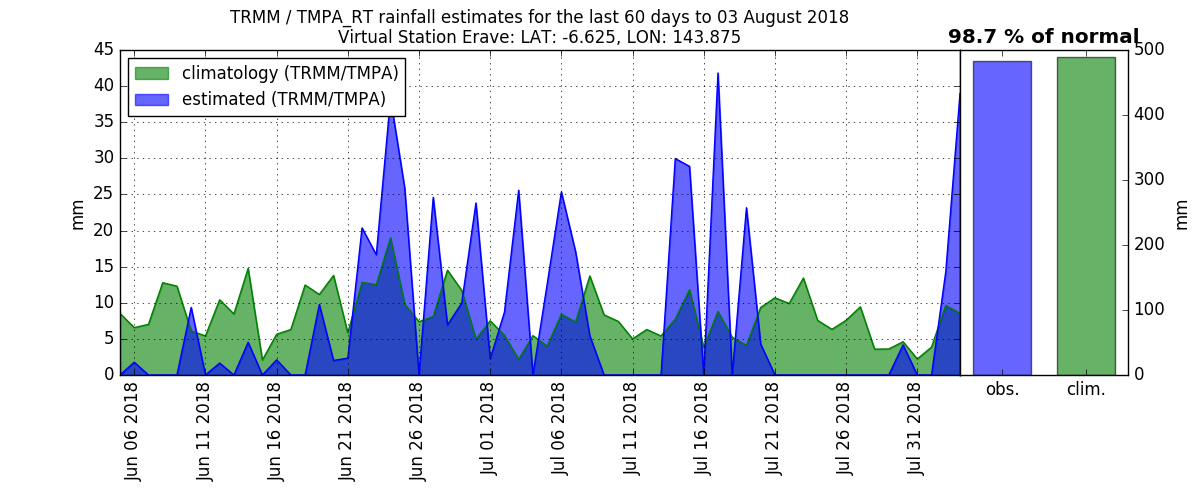 TRMM / TMPA_RT rainfall estimates for the last 60 days to 03 August 2018
Virtual Station Erave: LAT: -6.625, LON: 143.875
98.7 % of normal
climatology (TRMM/TMPA)
estimated (TRMM/TMPA)
45
40
35
30
25
20
15
10
5
0
mm
Jun 06 2018
Jun 11 2018
Jun 16 2018
Jun 21 2018
Jun 26 2018
Jul 01 2018
Jul 06 2018
Jul 11 2018
Jul 16 2018
Jul 21 2018
Jul 26 2018
Jul 31 2018
500
400
300
200
100
0
mm
obs.
clim.